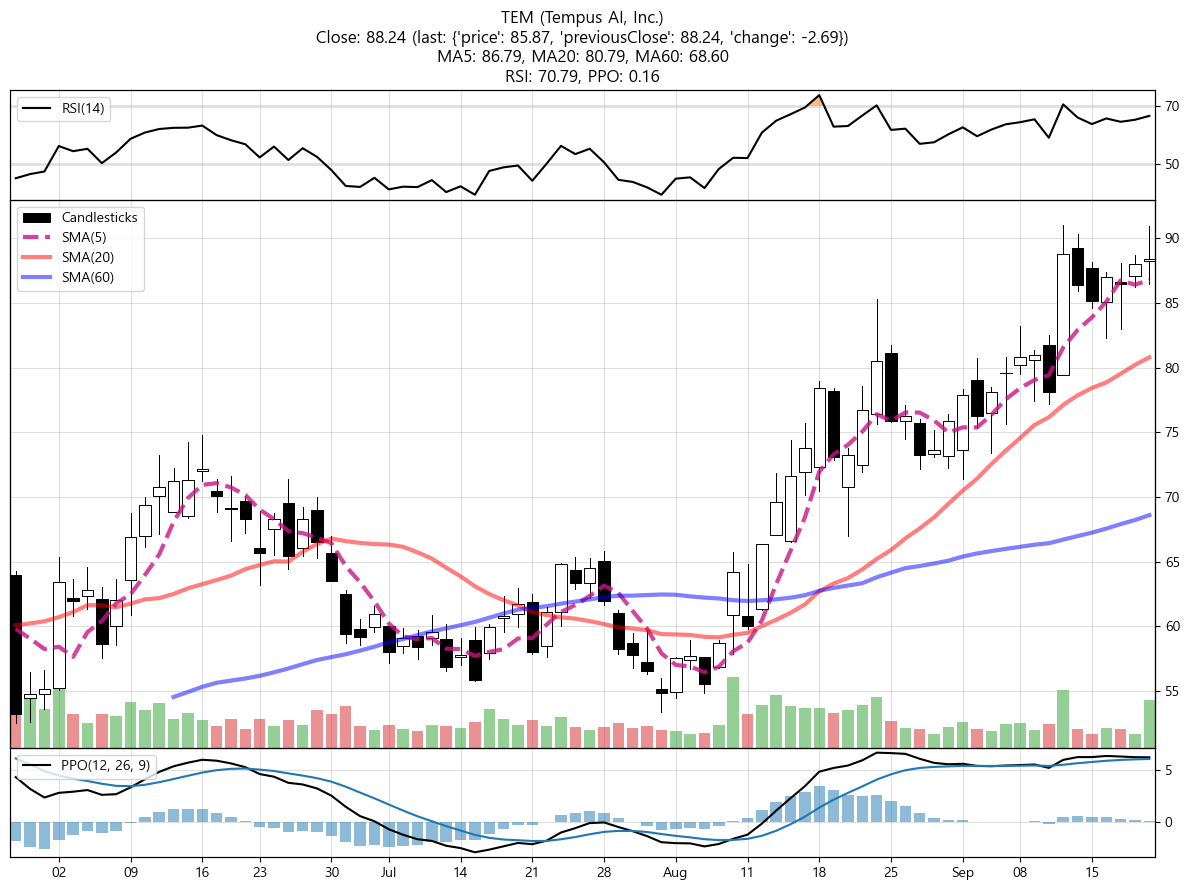 TEM (Tempus AI, Inc.)
Close: 88.24 (last: {'price': 85.87, 'previousClose': 88.24, 'change': -2.69})
MA5: 86.79, MA20: 80.79, MA60: 68.60
RSI: 70.79, PPO: 0.16
RSI(14)
70
50
Candlesticks
SMA(5)
SMA(20)
SMA(60)
90
85
80
75
70
65
60
55
PPO(12, 26, 9)
5
0
02 09 16 23 30 Jul 14 21 28 Aug 11 18 25 Sep 08 15